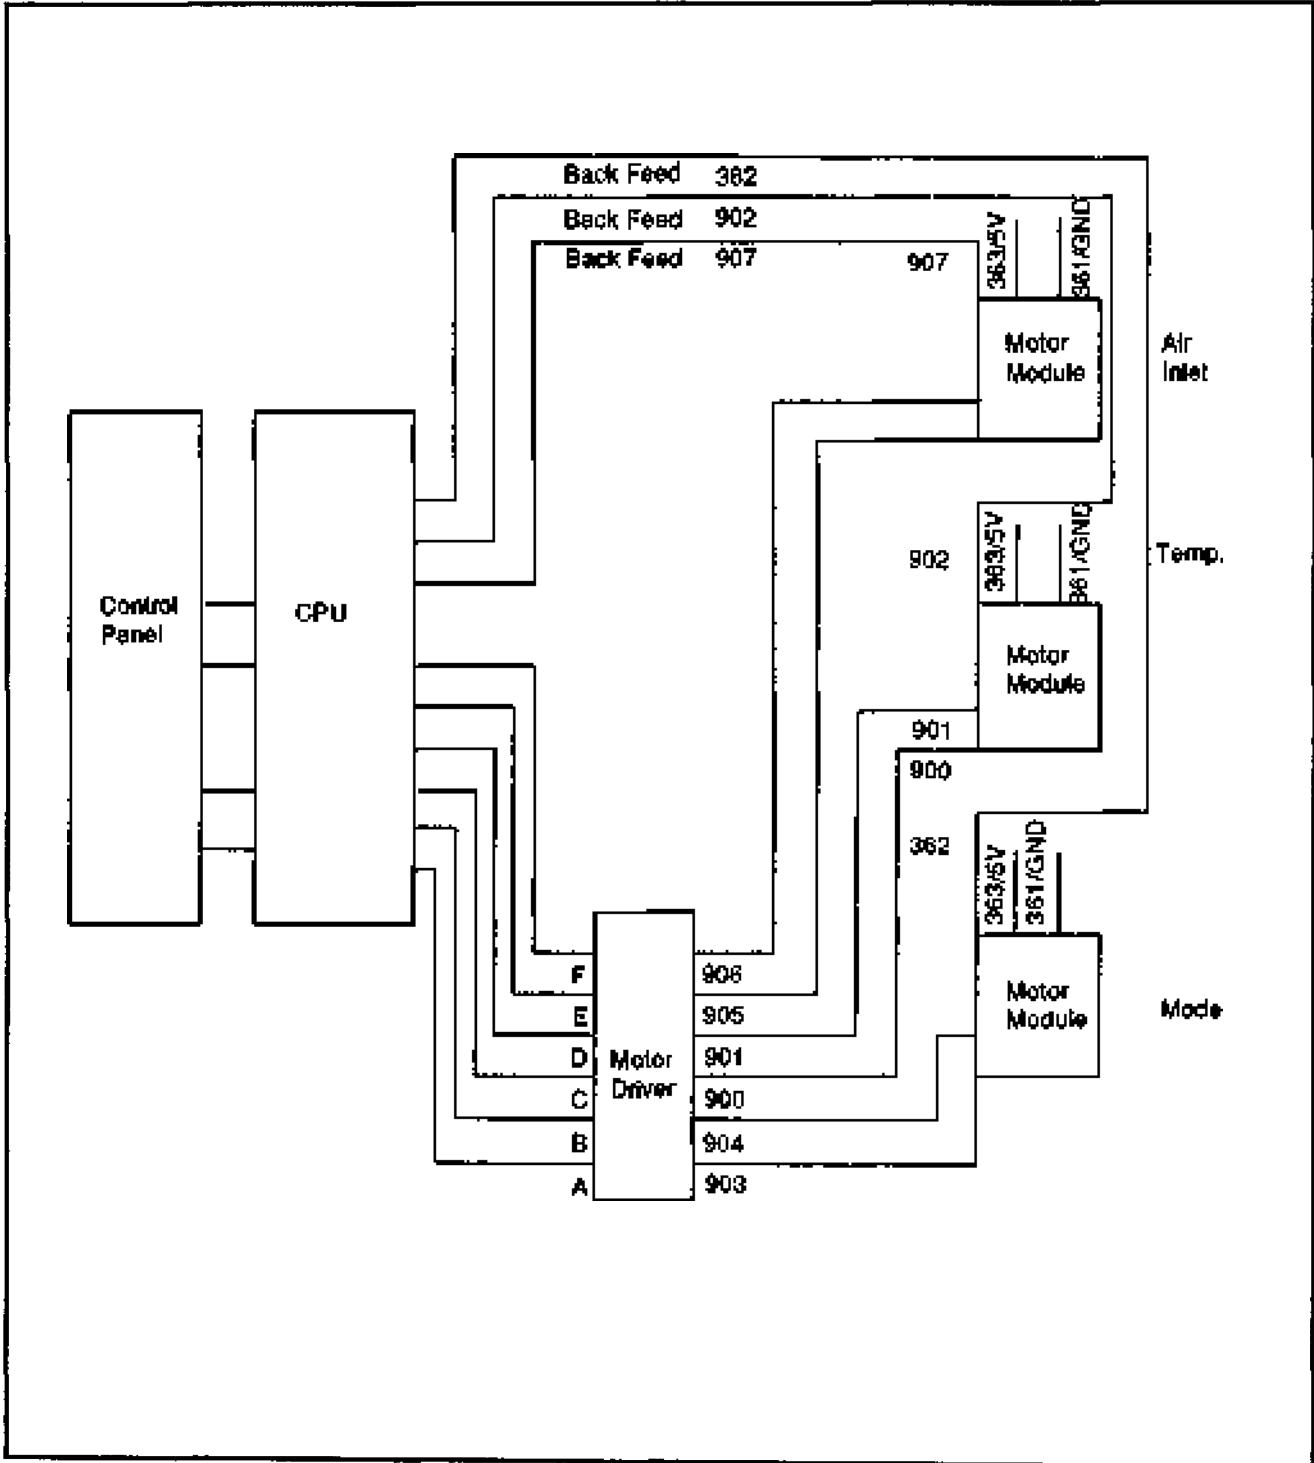 Back Feed 362
Back Feed 902
Back Feed 907
907
363/5V
361/GND
Motor
Module
Air
Inlet
902
363/5V
361/GND
Temp.
Control
Panel
CPU
Motor
Module
901
900
362
363/5V
361/GND
Motor
Module
Mode
F
906
E
905
D
901
Motor
Driver
C
900
B
904
A
903